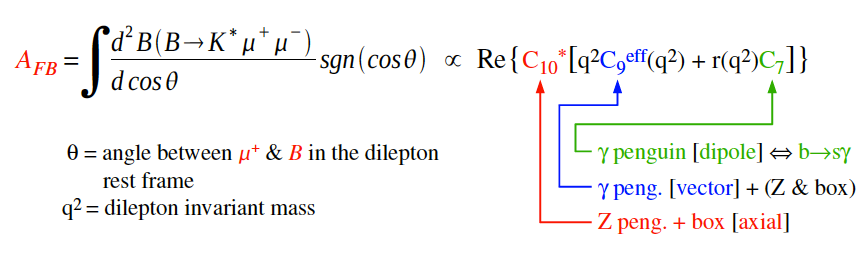 A_FB = ∫ d²B(B→K*μ⁺μ⁻) / d cosθ sgn(cosθ) ∝ Re{C₁₀*[q²C₉^eff(q²) + r(q²)C₇]}
θ = angle between μ⁺ & B in the dilepton
rest frame
q² = dilepton invariant mass
γ penguin [dipole] ⇔ b→sγ
γ peng. [vector] + (Z & box)
Z peng. + box [axial]